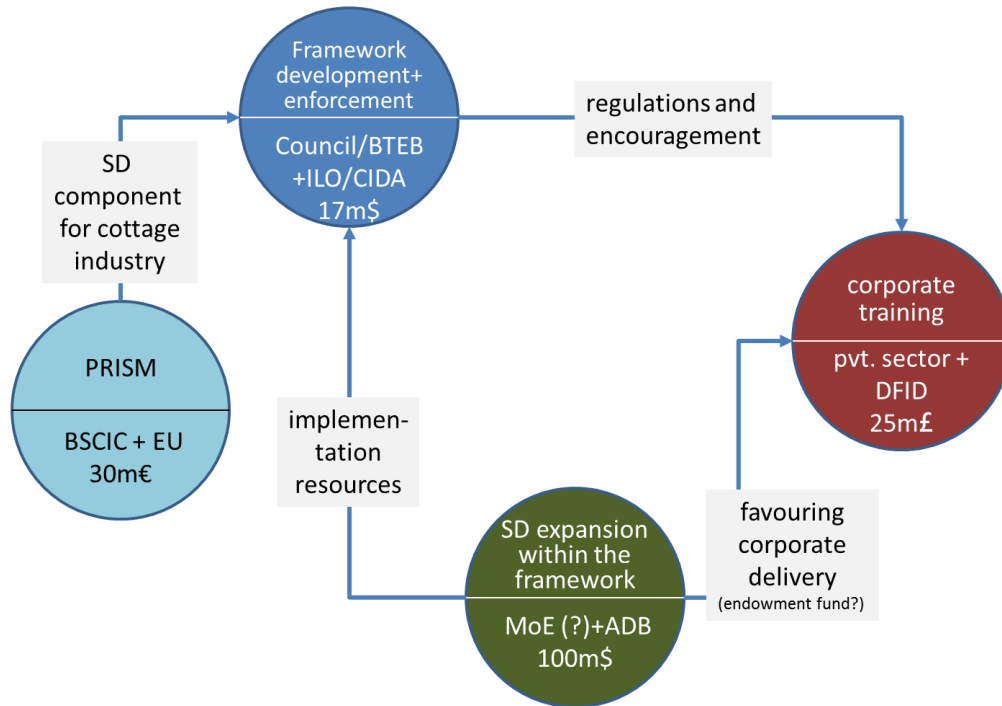 Framework
development+
enforcement
Council/BTEB
+ILO/CIDA
17m$
regulations and
encouragement
SD
component
for cottage
industry
corporate
training
pvt. sector +
DFID
25m£
PRISM
BSCIC + EU
30m€
implemen-
tation
resources
SD expansion
within the
framework
MoE (?)+ADB
100m$
favouring
corporate
delivery
(endowment fund?)